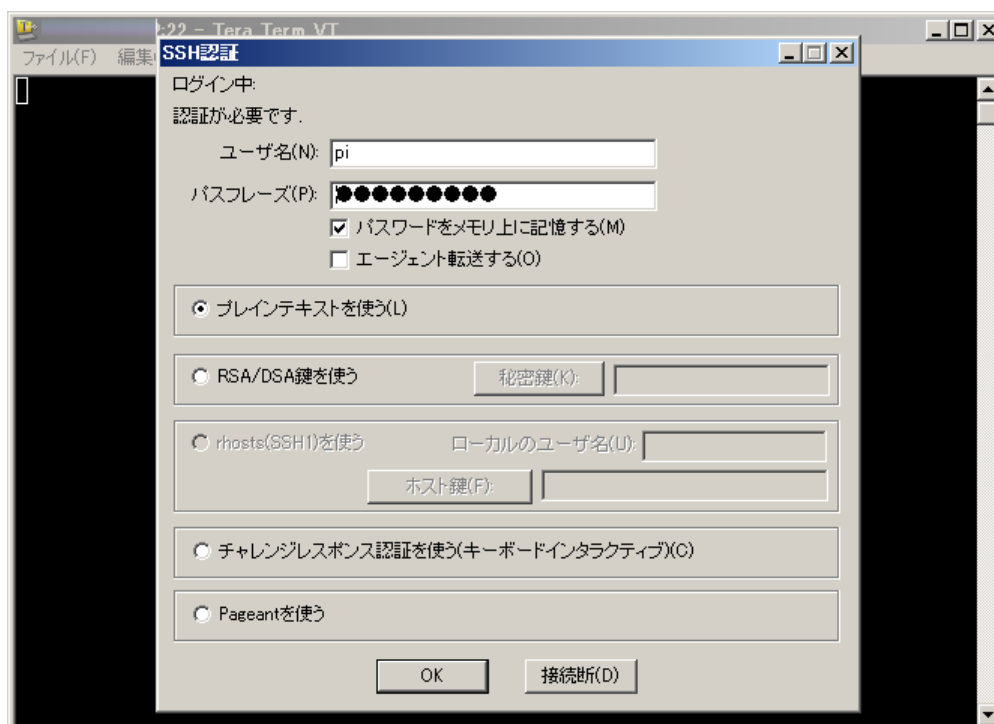 :22 - Tera Term VT
ファイル(F) 編集
SSH認証
ログイン中:
認証が必要です.
ユーザ名(N): pi
パスフレーズ(P): ●●●●●●●●●
パスワードをメモリ上に記憶する(M)
エージェント転送する(O)
プレインテキストを使う(L)
RSA/DSA鍵を使う 秘密鍵(K):
rhosts(SSH1)を使う ローカルのユーザ名(U):
ホスト鍵(F):
チャレンジレスポンス認証を使う(キーボードインタラクティブ)(C)
Pageantを使う
OK 接続断(D)